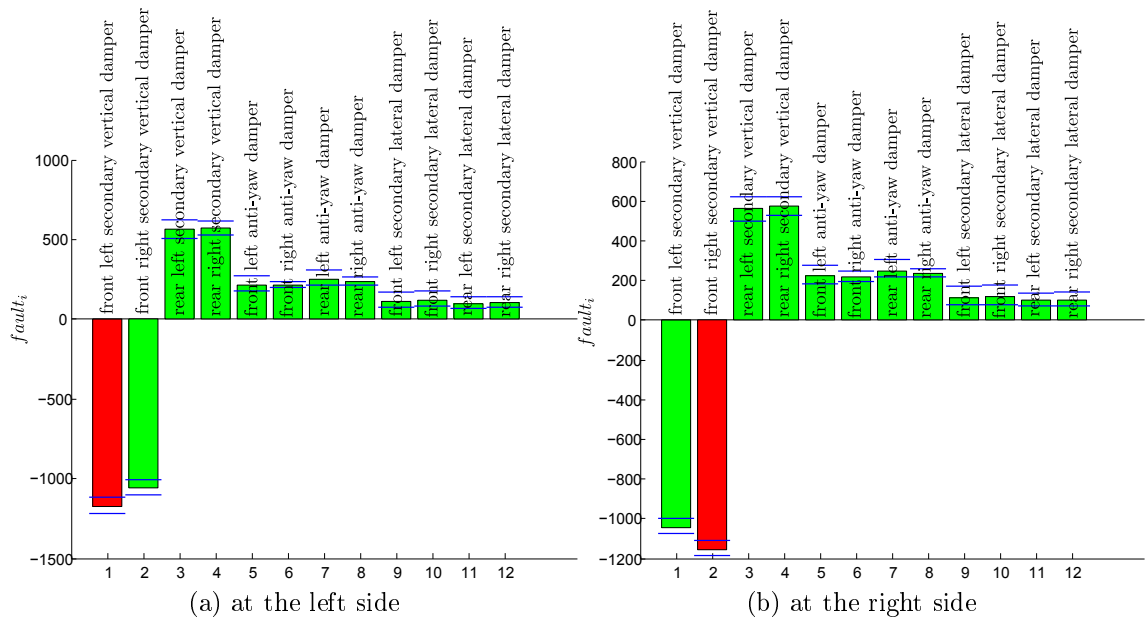 front left secondary vertical damper
front right secondary vertical damper
rear left secondary vertical damper
rear right secondary vertical damper
front left anti-yaw damper
front right anti-yaw damper
rear left anti-yaw damper
rear right anti-yaw damper
front left secondary lateral damper
front right secondary lateral damper
rear left secondary lateral damper
rear right secondary lateral damper
1000
500
0
−500
−1000
−1500
fault_i
1 2 3 4 5 6 7 8 9 10 11 12
(a) at the left side
front left secondary vertical damper
front right secondary vertical damper
rear left secondary vertical damper
rear right secondary vertical damper
front left anti-yaw damper
front right anti-yaw damper
rear left anti-yaw damper
rear right anti-yaw damper
front left secondary lateral damper
front right secondary lateral damper
rear left secondary lateral damper
rear right secondary lateral damper
800
600
400
200
0
−200
−400
−600
−800
−1000
−1200
fault_i
1 2 3 4 5 6 7 8 9 10 11 12
(b) at the right side